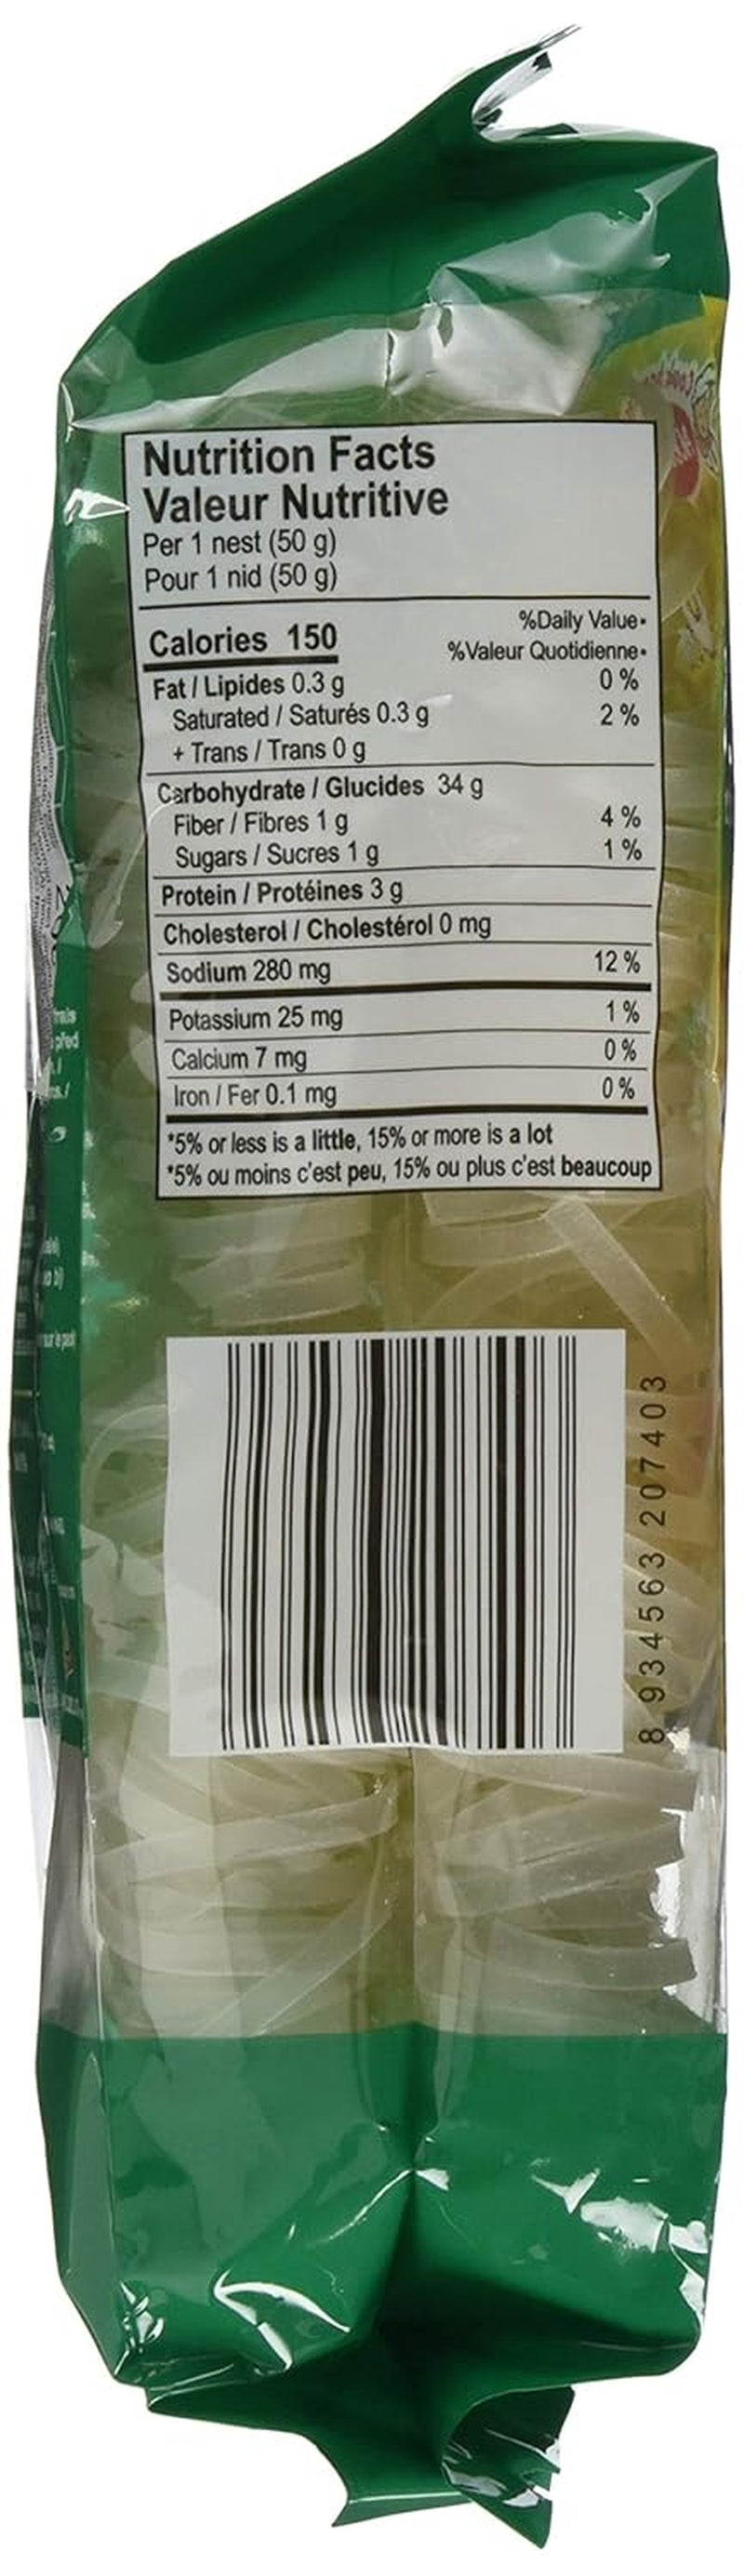 Nutrition Facts
Valeur Nutritive
Per 1 nest (50 g)
Pour 1 nid (50 g)
%Daily Value*
Calories 150
%Valeur Quotidienne*
Fat / Lipides 0.3 g 0 %
Saturated / Saturés 0.3 g 2 %
+ Trans / Trans 0 g
Carbohydrate / Glucides 34 g
Fiber / Fibres 1 g 4 %
Sugars / Sucres 1 g 1 %
Protein / Protéines 3 g
Cholesterol / Cholestérol 0 mg
Sodium 280 mg 12 %
Potassium 25 mg 1 %
Calcium 7 mg 0 %
Iron / Fer 0.1 mg 0 %
*5% or less is a little, 15% or more is a lot
*5% ou moins c'est peu, 15% ou plus c'est beaucoup
8 934563 207403